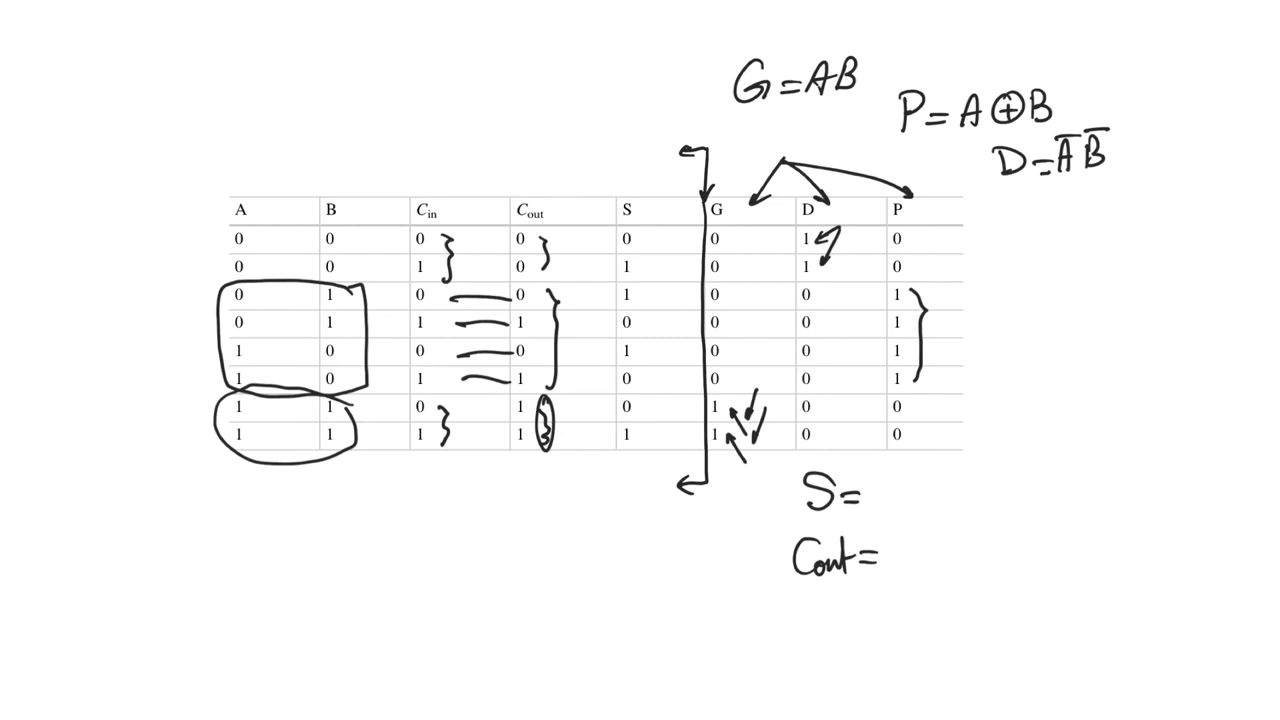 G=AB
P=A⊕B
D=A̅ B̅
A B Cin Cout S G D P
0 0 0 0 0 0 1 0
0 0 1 0 1 0 1 0
0 1 0 0 1 0 0 1
0 1 1 1 0 0 0 1
1 0 0 0 1 0 0 1
1 0 1 1 0 0 0 1
1 1 0 1 0 1 0 0
1 1 1 1 1 1 0 0
S=
Cout=